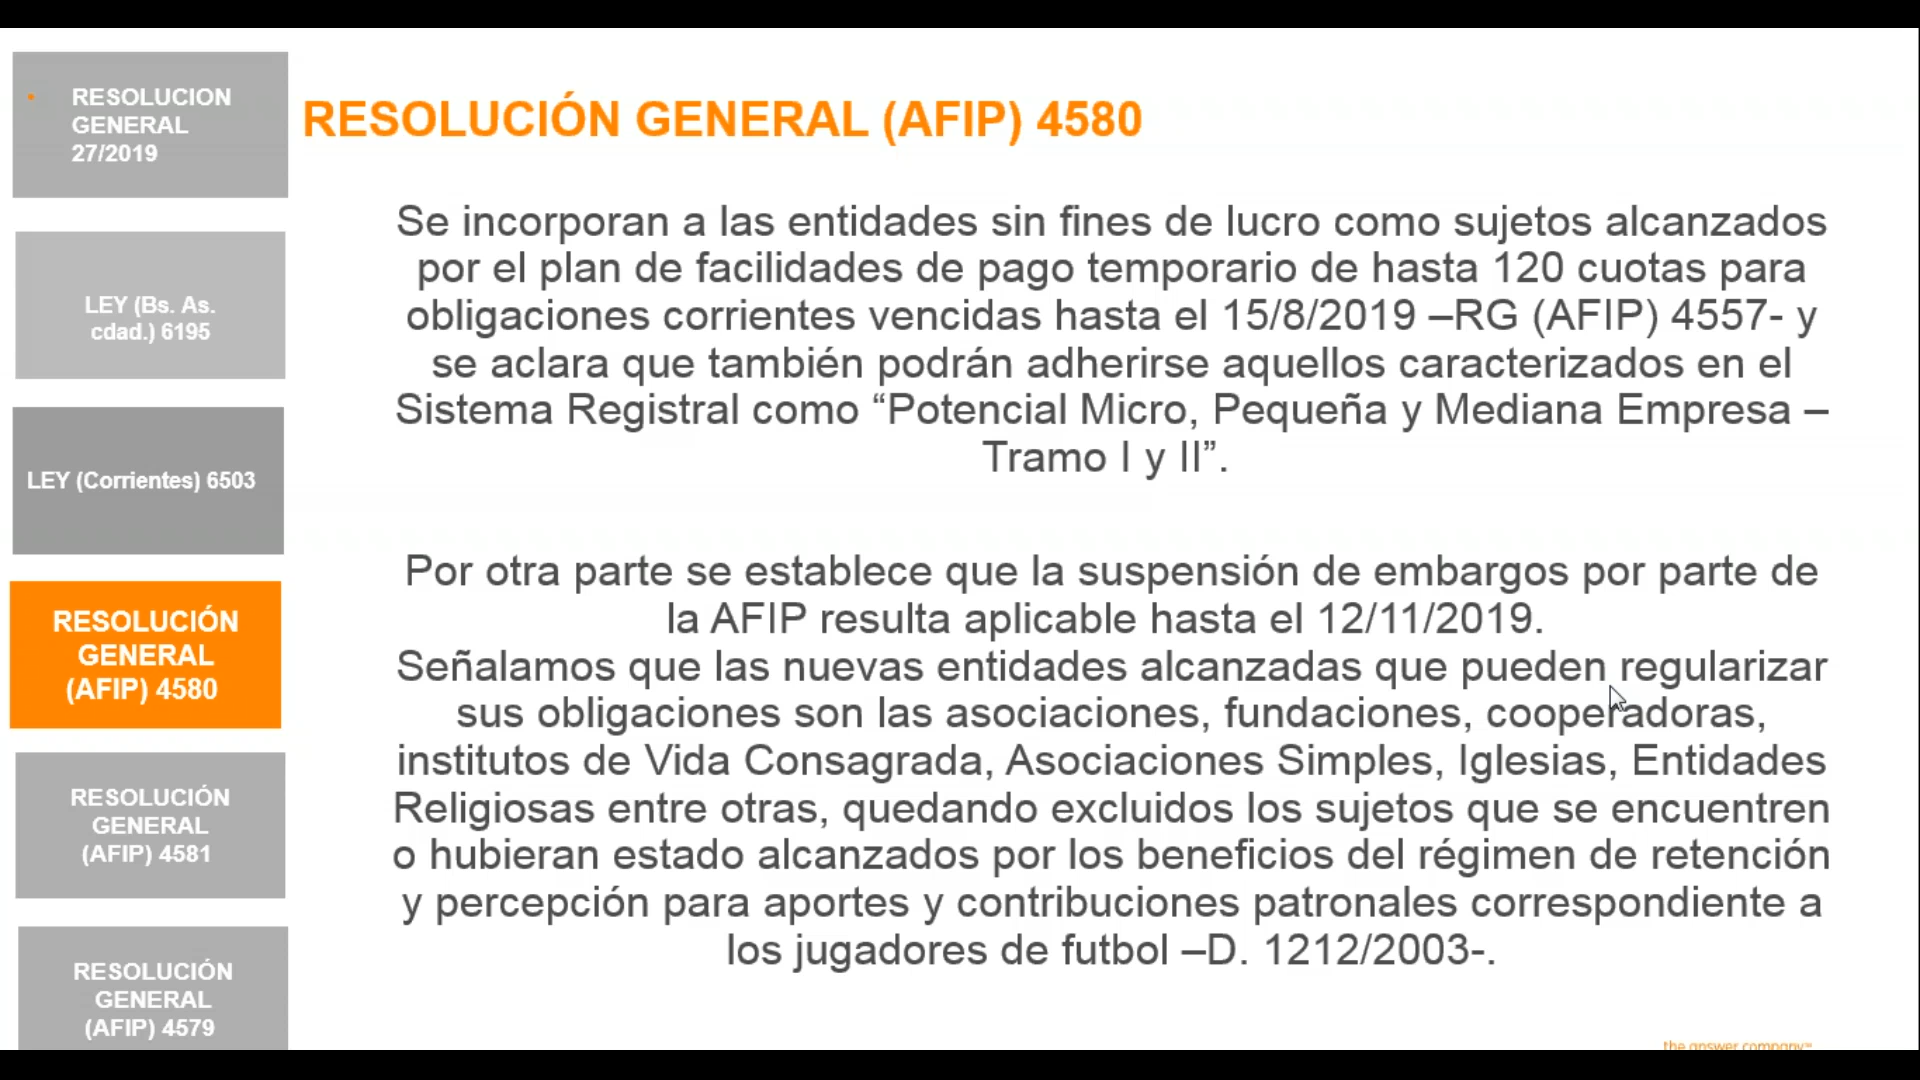 • RESOLUCION
GENERAL
27/2019
LEY (Bs. As.
cdad.) 6195
LEY (Corrientes) 6503
RESOLUCIÓN
GENERAL
(AFIP) 4580
RESOLUCIÓN
GENERAL
(AFIP) 4581
RESOLUCIÓN
GENERAL
(AFIP) 4579
RESOLUCIÓN GENERAL (AFIP) 4580
Se incorporan a las entidades sin fines de lucro como sujetos alcanzados
por el plan de facilidades de pago temporario de hasta 120 cuotas para
obligaciones corrientes vencidas hasta el 15/8/2019 –RG (AFIP) 4557- y
se aclara que también podrán adherirse aquellos caracterizados en el
Sistema Registral como “Potencial Micro, Pequeña y Mediana Empresa –
Tramo I y II”.
Por otra parte se establece que la suspensión de embargos por parte de
la AFIP resulta aplicable hasta el 12/11/2019.
Señalamos que las nuevas entidades alcanzadas que pueden regularizar
sus obligaciones son las asociaciones, fundaciones, cooperadoras,
institutos de Vida Consagrada, Asociaciones Simples, Iglesias, Entidades
Religiosas entre otras, quedando excluidos los sujetos que se encuentren
o hubieran estado alcanzados por los beneficios del régimen de retención
y percepción para aportes y contribuciones patronales correspondiente a
los jugadores de futbol –D. 1212/2003-.
the answer company™